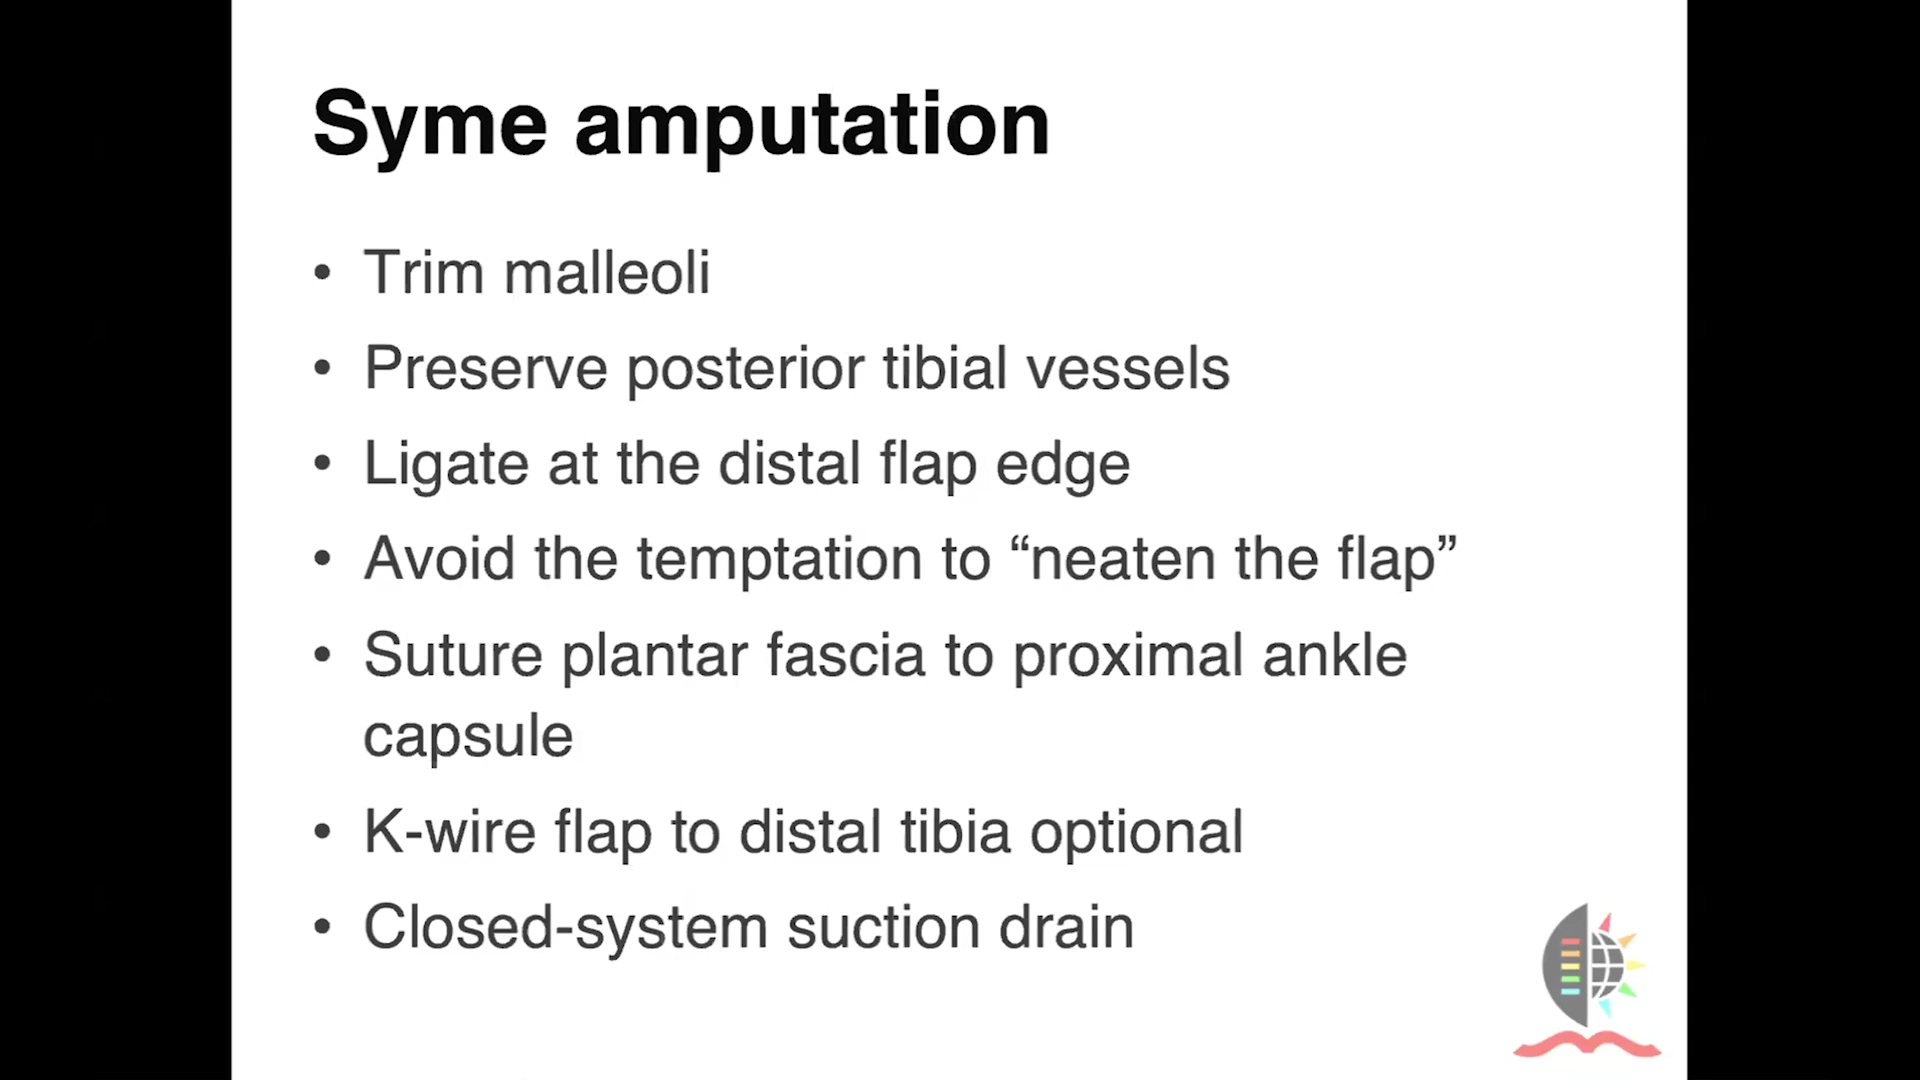 Syme amputation
• Trim malleoli
• Preserve posterior tibial vessels
• Ligate at the distal flap edge
• Avoid the temptation to “neaten the flap”
• Suture plantar fascia to proximal ankle
capsule
• K-wire flap to distal tibia optional
• Closed-system suction drain